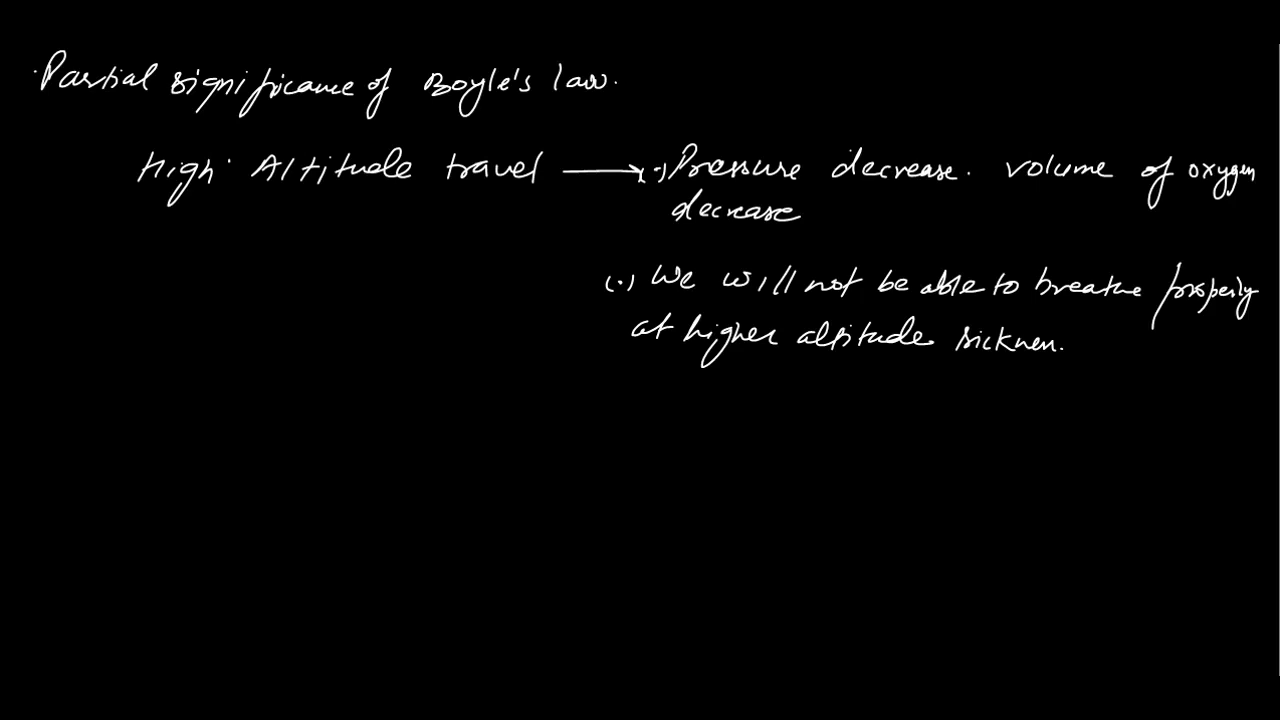 Partial significance of Boyle's law.
High Altitude travel → (•) Pressure decrease. volume of oxygen
decrease
(•) We will not be able to breathe properly
at higher altitude sickness.